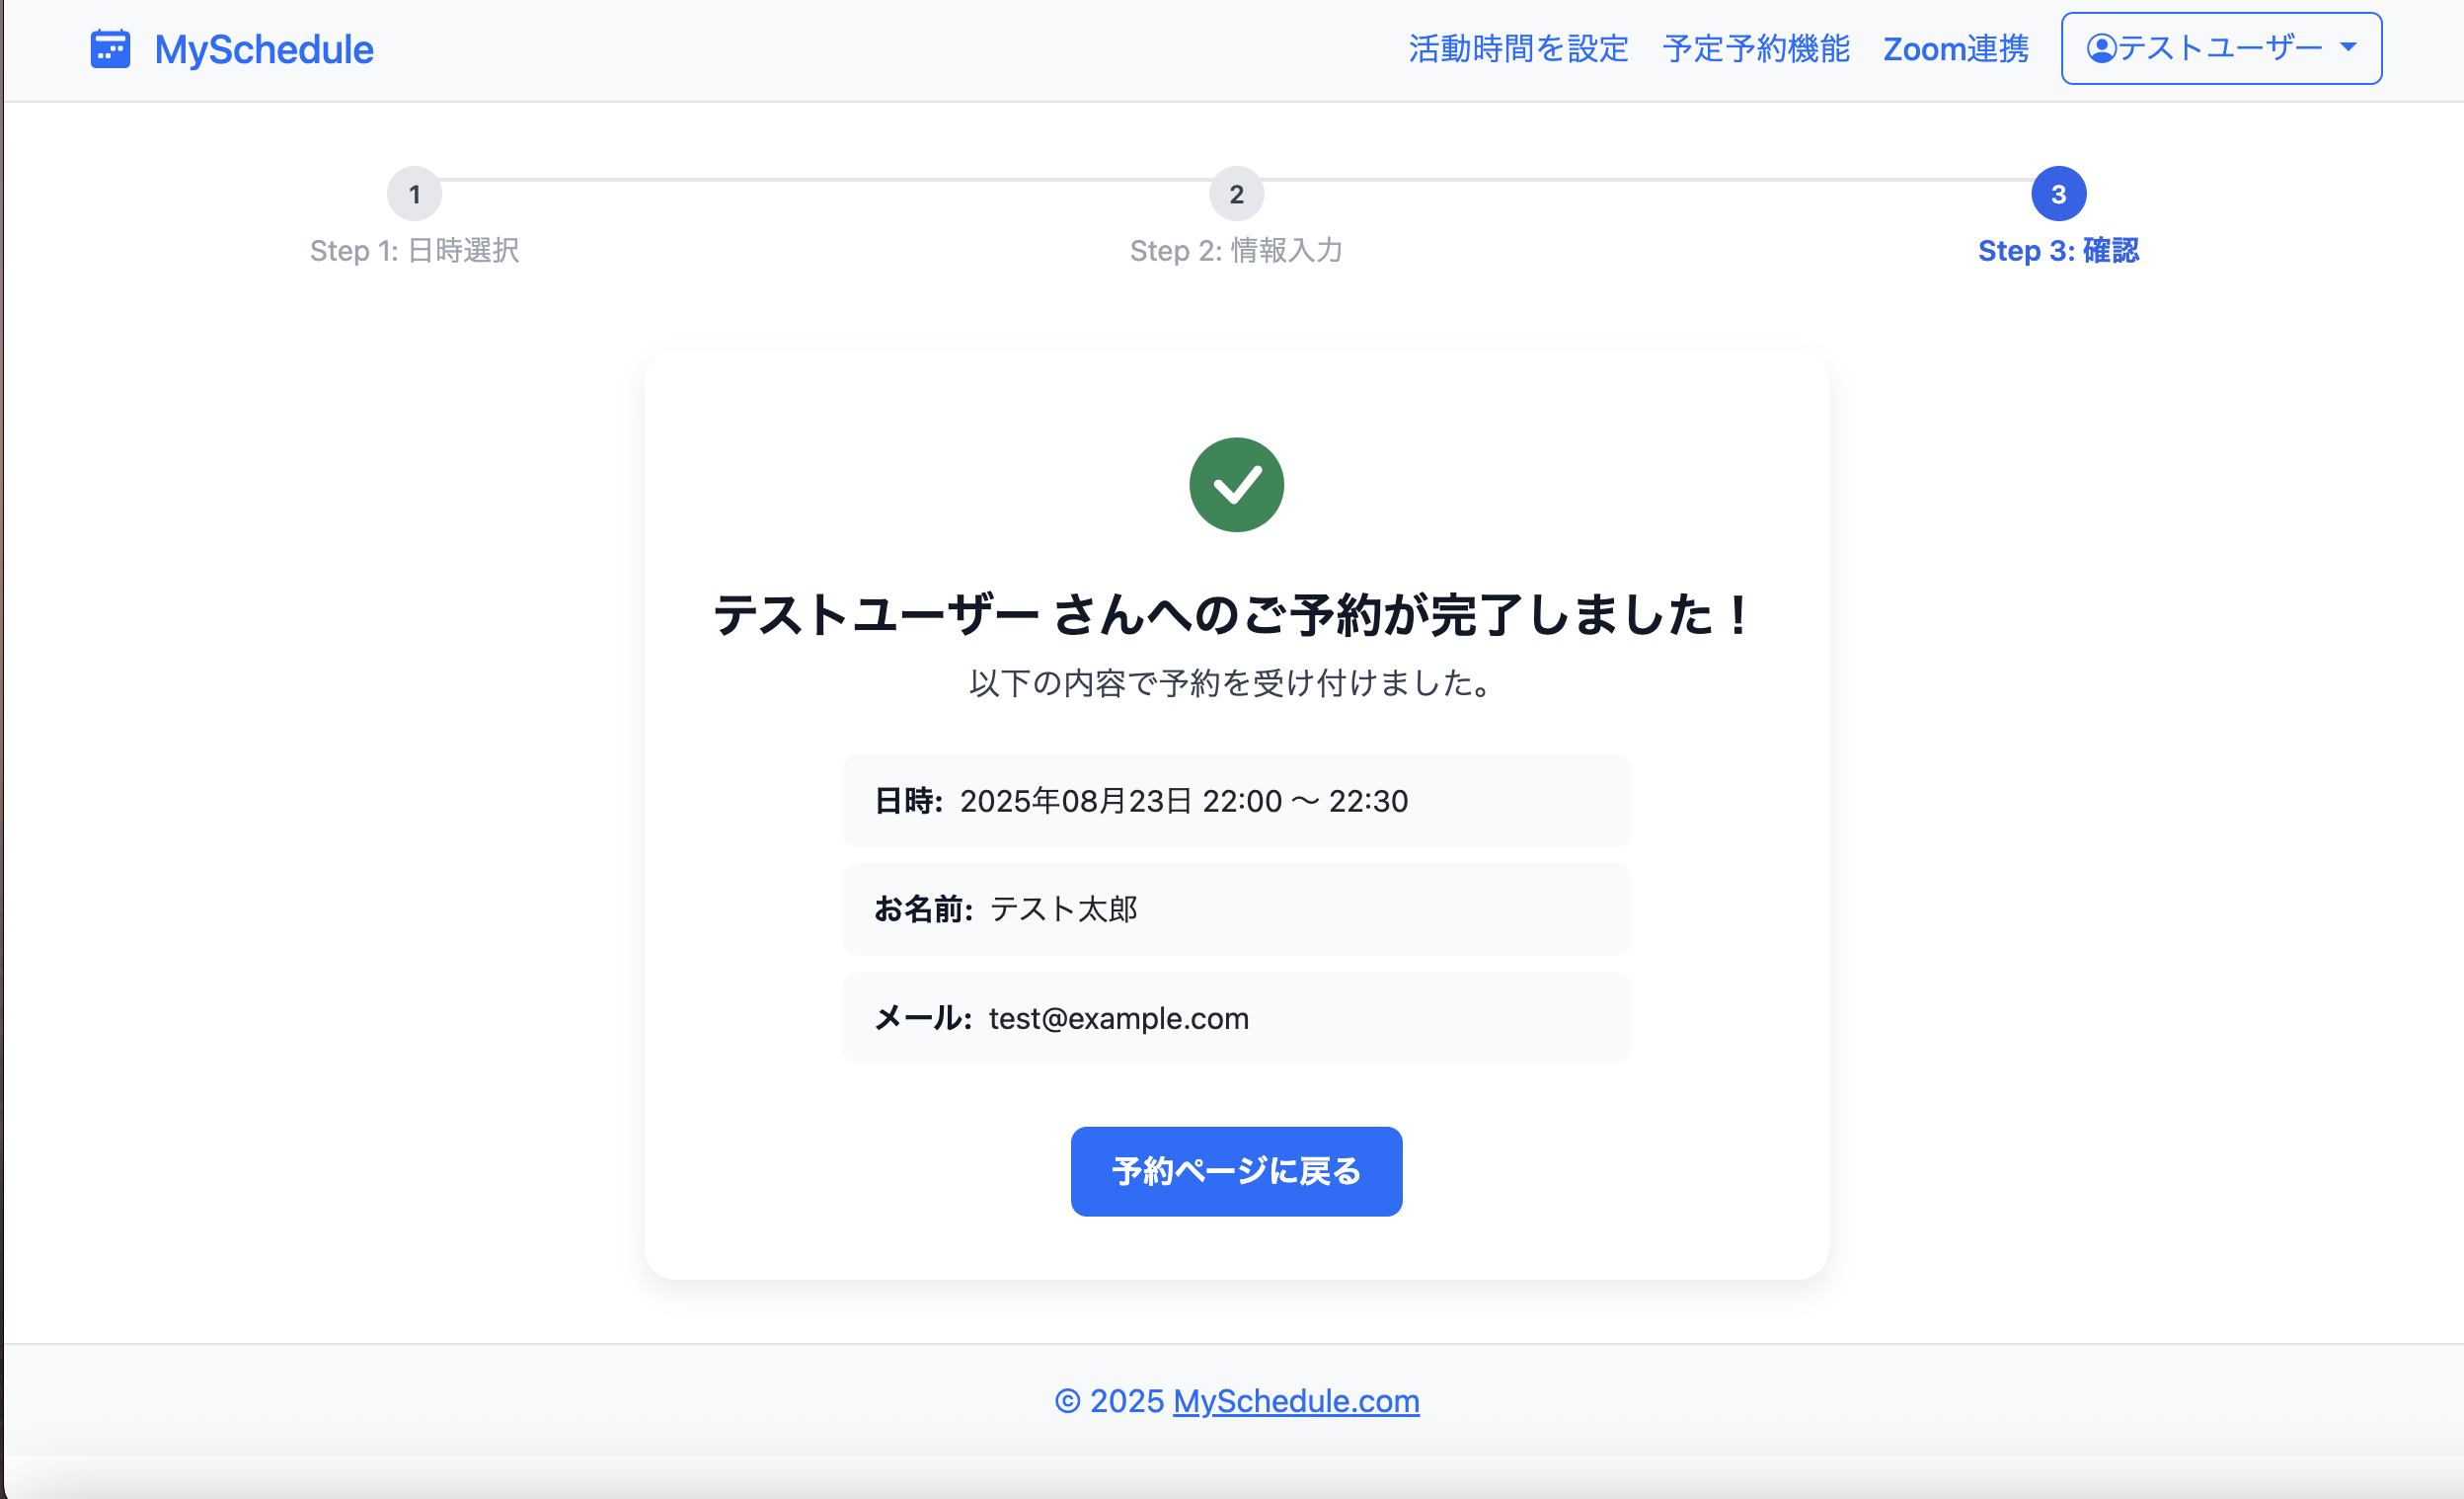 MySchedule
活動時間を設定 予定予約機能 Zoom連携 テストユーザー
1 2 3
Step 1: 日時選択 Step 2: 情報入力 Step 3: 確認
テストユーザー さんへのご予約が完了しました！
以下の内容で予約を受け付けました。
日時: 2025年08月23日 22:00 〜 22:30
お名前: テスト太郎
メール: test@example.com
予約ページに戻る
© 2025 MySchedule.com